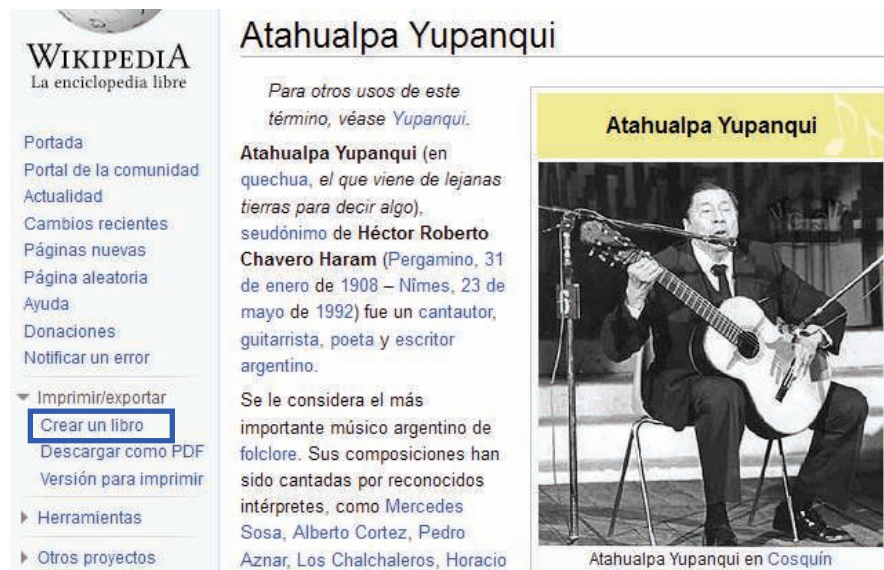 WIKIPEDIA
La enciclopedia libre
Portada
Portal de la comunidad
Actualidad
Cambios recientes
Páginas nuevas
Página aleatoria
Ayuda
Donaciones
Notificar un error
Imprimir/exportar
Crear un libro
Descargar como PDF
Versión para imprimir
Herramientas
Otros proyectos
Atahualpa Yupanqui
Para otros usos de este
término, véase Yupanqui.
Atahualpa Yupanqui (en
quechua, el que viene de lejanas
tierras para decir algo),
seudónimo de Héctor Roberto
Chavero Haram (Pergamino, 31
de enero de 1908 – Nîmes, 23 de
mayo de 1992) fue un cantautor,
guitarrista, poeta y escritor
argentino.
Se le considera el más
importante músico argentino de
folclore. Sus composiciones han
sido cantadas por reconocidos
intérpretes, como Mercedes
Sosa, Alberto Cortez, Pedro
Aznar, Los Chalchaleros, Horacio
Atahualpa Yupanqui
Atahualpa Yupanqui en Cosquín